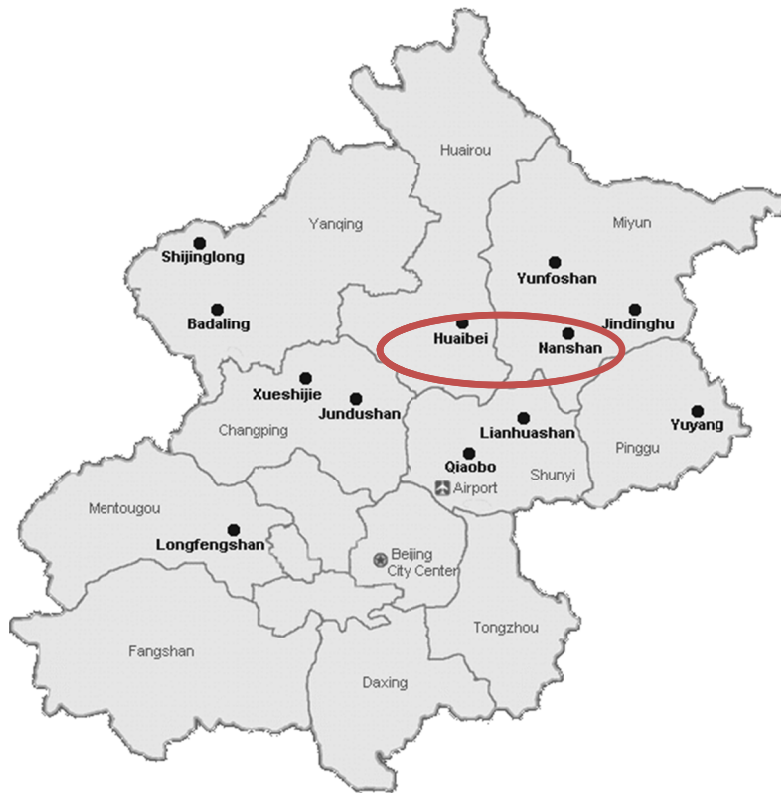 Huairou
Yanqing
Miyun
Shijinglong
Yunfoshan
Badaling
Jindinghu
Huaibei
Nanshan
Xueshijie
Jundushan
Changping
Lianhuashan
Yuyang
Pinggu
Qiaobo
Shunyi
Airport
Mentougou
Longfengshan
Beijing
City Center
Tongzhou
Fangshan
Daxing